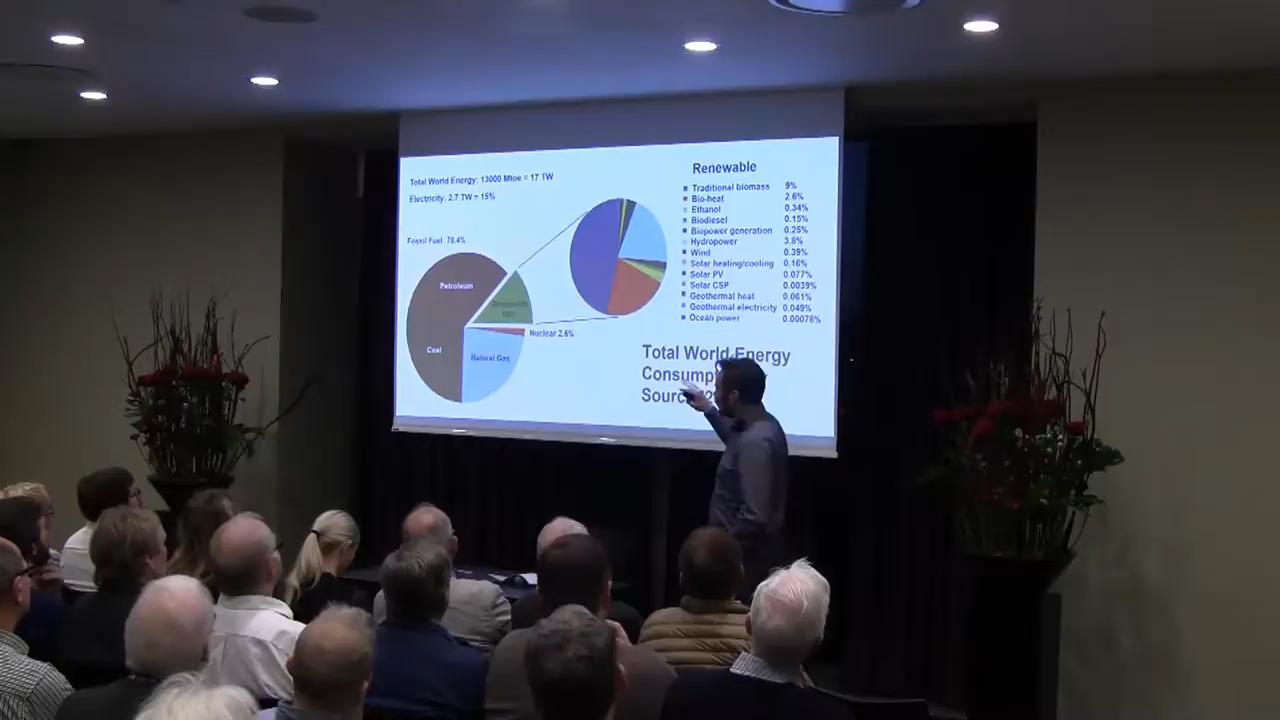 Total World Energy: 13000 Mtoe = 17 TW
Electricity: 2.7 TW = 15%
Fossil Fuel 78.4%
Petroleum
Coal
Natural Gas
Nuclear 2.6%
Renewable
Traditional biomass 9%
Bio-heat 2.6%
Ethanol 0.34%
Biodiesel 0.15%
Biopower generation 0.25%
Hydropower 3.8%
Wind 0.39%
Solar heating/cooling 0.16%
Solar PV 0.077%
Solar CSP 0.0039%
Geothermal heat 0.061%
Geothermal electricity 0.049%
Ocean power 0.00078%
Total World Energy